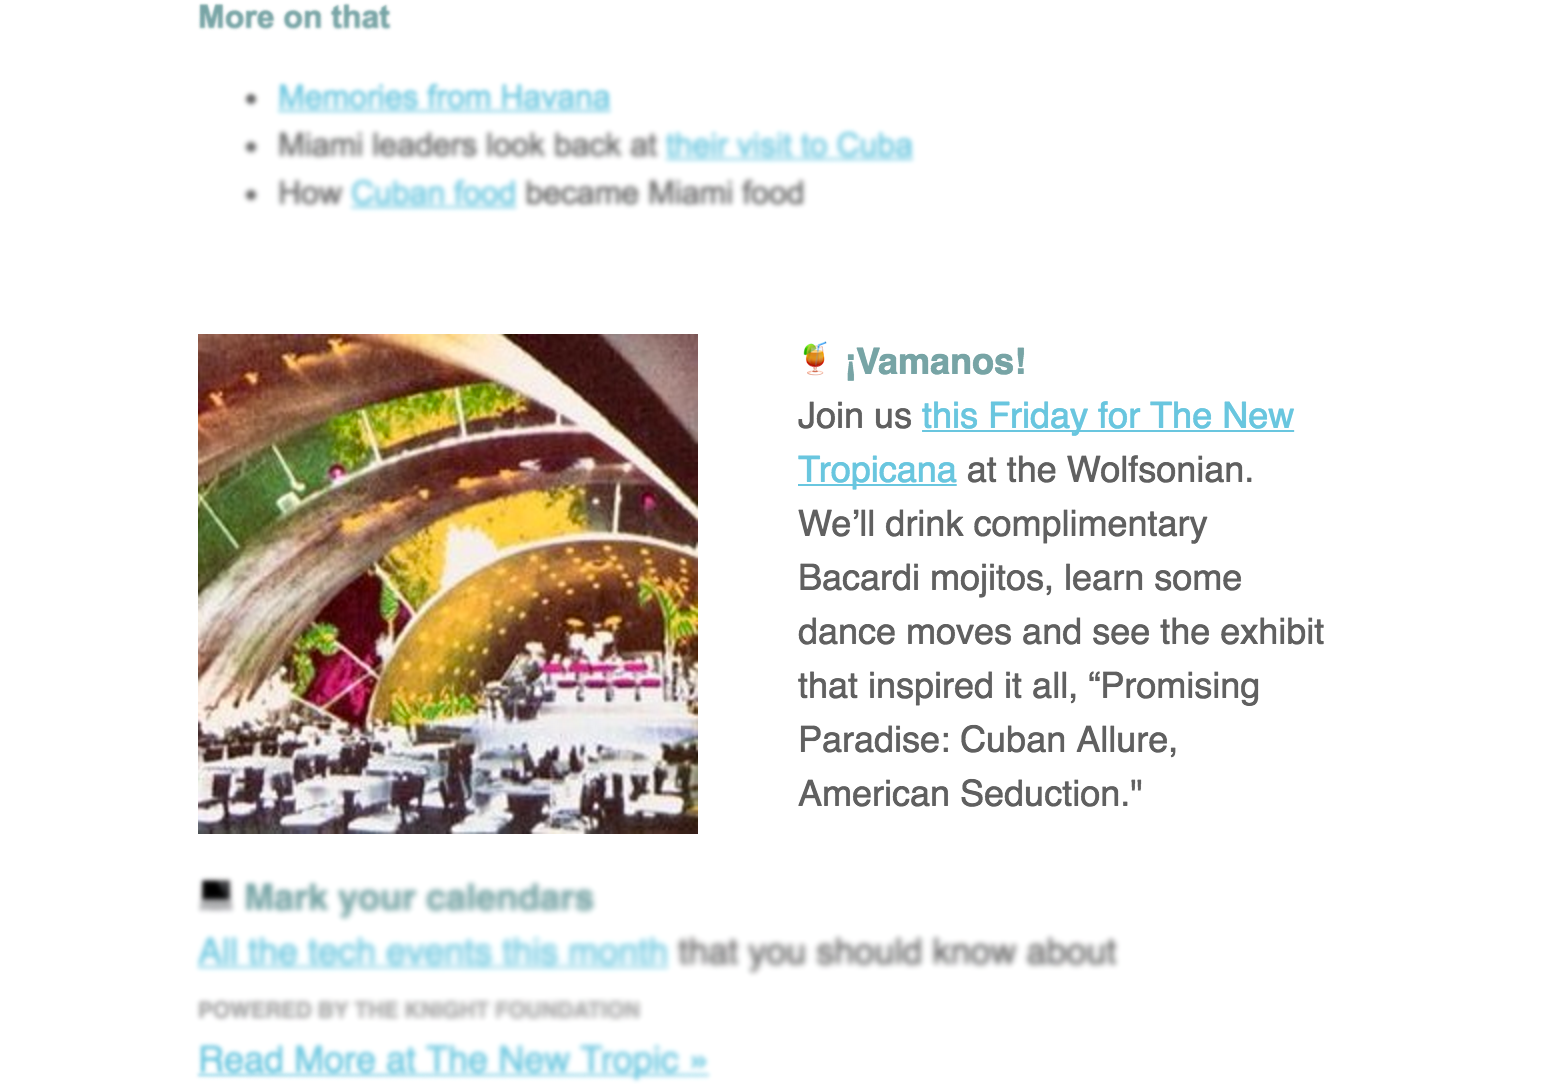 More on that
Memories from Havana
Miami leaders look back at their visit to Cuba
How Cuban food became Miami food
🍹 ¡Vamanos!
Join us this Friday for The New
Tropicana at the Wolfsonian.
We’ll drink complimentary
Bacardi mojitos, learn some
dance moves and see the exhibit
that inspired it all, “Promising
Paradise: Cuban Allure,
American Seduction."
Mark your calendars
All the tech events this month that you should know about
POWERED BY THE KNIGHT FOUNDATION
Read More at The New Tropic »